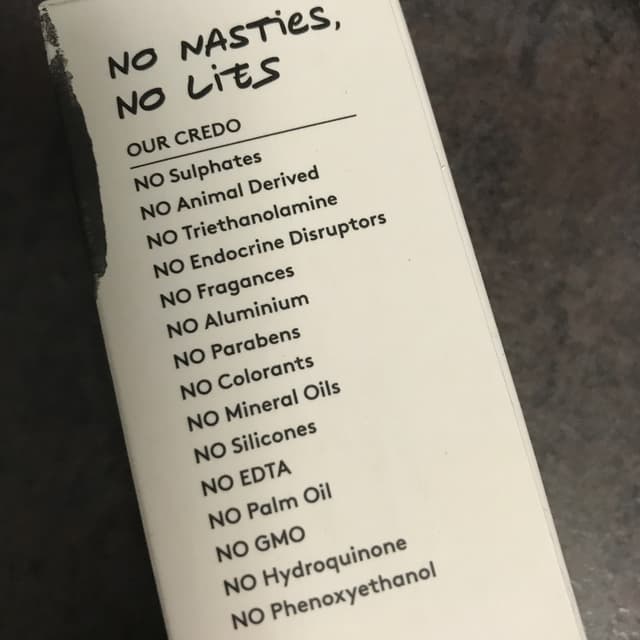 NO NASTiES,
NO LiES
OUR CREDO
NO Sulphates
NO Animal Derived
NO Triethanolamine
NO Endocrine Disruptors
NO Fragances
NO Aluminium
NO Parabens
NO Colorants
NO Mineral Oils
NO Silicones
NO EDTA
NO Palm Oil
NO GMO
NO Hydroquinone
NO Phenoxyethanol